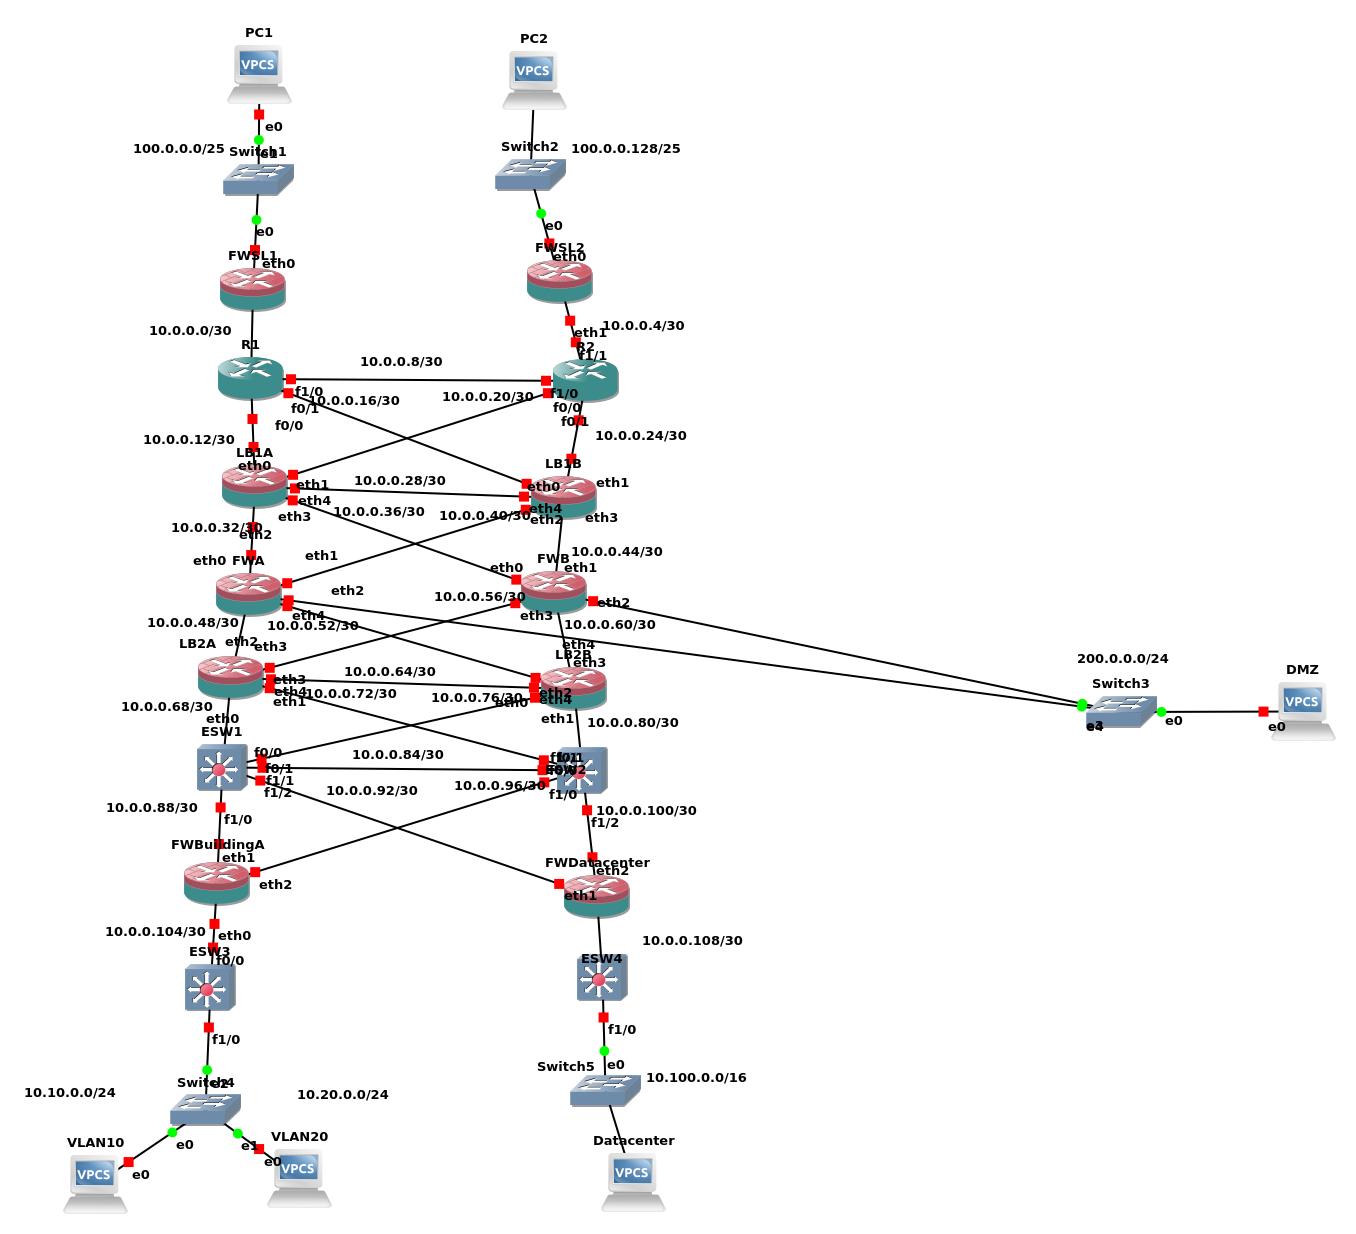 PC1
PC2
VPCS
VPCS
e0
100.0.0.0/25
Switch1
e1
Switch2
100.0.0.128/25
e0
e0
FWSL1
eth0
FWSL2
eth0
10.0.0.0/30
eth1
10.0.0.4/30
R1
R2
f1/1
10.0.0.8/30
f1/0
f0/1
10.0.0.16/30
10.0.0.20/30
f1/0
f0/0
f0/1
f0/0
10.0.0.12/30
10.0.0.24/30
LB1A
eth0
LB1B
10.0.0.28/30
eth1
eth4
eth3
eth0
eth1
eth4
eth2
eth3
10.0.0.36/30
10.0.0.40/30
10.0.0.32/30
eth2
eth0
FWA
eth1
10.0.0.44/30
FWB
eth0
eth1
eth2
10.0.0.56/30
eth2
eth4
eth3
10.0.0.48/30
10.0.0.52/30
10.0.0.60/30
LB2A
eth2
eth3
eth4
LB2B
eth3
200.0.0.0/24
Switch3
DMZ
VPCS
e0
e0
10.0.0.64/30
eth3
eth4
eth1
10.0.0.72/30
10.0.0.76/30
eth2
eth4
eth0
10.0.0.68/30
eth0
eth1
10.0.0.80/30
ESW1
f0/0
f0/1
f1/1
f1/2
10.0.0.84/30
ESW2
f1/0
10.0.0.92/30
10.0.0.96/30
10.0.0.88/30
f1/0
10.0.0.100/30
f1/2
FWBuildingA
eth1
eth2
FWDatacenter
eth2
eth1
10.0.0.104/30
eth0
10.0.0.108/30
ESW3
f0/0
ESW4
f1/0
f1/0
Switch4
e2
Switch5
e0
10.100.0.0/16
10.10.0.0/24
10.20.0.0/24
VLAN10
e0
e1
VLAN20
e0
e0
VPCS
VPCS
Datacenter
VPCS